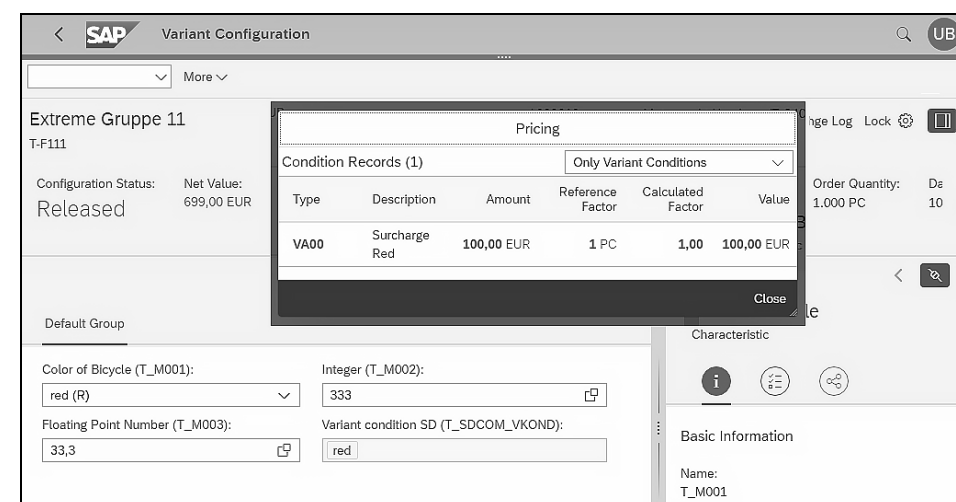 SAP Variant Configuration UB
More
Extreme Gruppe 11
T-F111
nge Log Lock
Configuration Status: Net Value: Order Quantity:
Released 699,00 EUR 1.000 PC 10
Pricing
Condition Records (1) Only Variant Conditions
Type Description Amount Reference Factor Calculated Factor Value
VA00 Surcharge Red 100,00 EUR 1 PC 1,00 100,00 EUR
Close
Default Group
Characteristic
Color of Bicycle (T_M001): Integer (T_M002):
red (R) 333
Floating Point Number (T_M003): Variant condition SD (T_SDCOM_VKOND):
33,3 red
Basic Information
Name:
T_M001